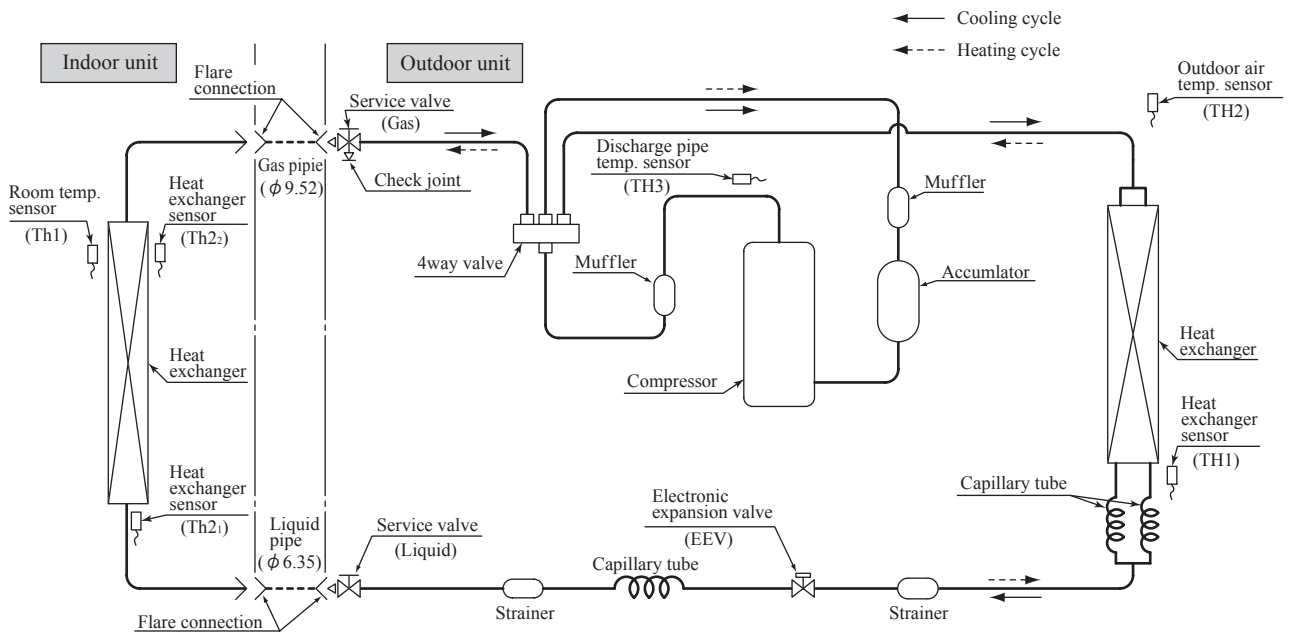 Cooling cycle
Heating cycle
Indoor unit
Outdoor unit
Flare
connection
Service valve
(Gas)
Check joint
Gas pipie
(ϕ9.52)
Outdoor air
temp. sensor
(TH2)
Discharge pipe
temp. sensor
(TH3)
Muffler
Room temp.
sensor
(Th1)
Heat
exchanger
sensor
(Th2₂)
4way valve
Muffler
Accumlator
Heat
exchanger
Heat
exchanger
Compressor
Heat
exchanger
sensor
(TH1)
Capillary tube
Heat
exchanger
sensor
(Th2₁)
Liquid
pipe
(ϕ6.35)
Service valve
(Liquid)
Electronic
expansion valve
(EEV)
Capillary tube
Strainer
Strainer
Flare connection